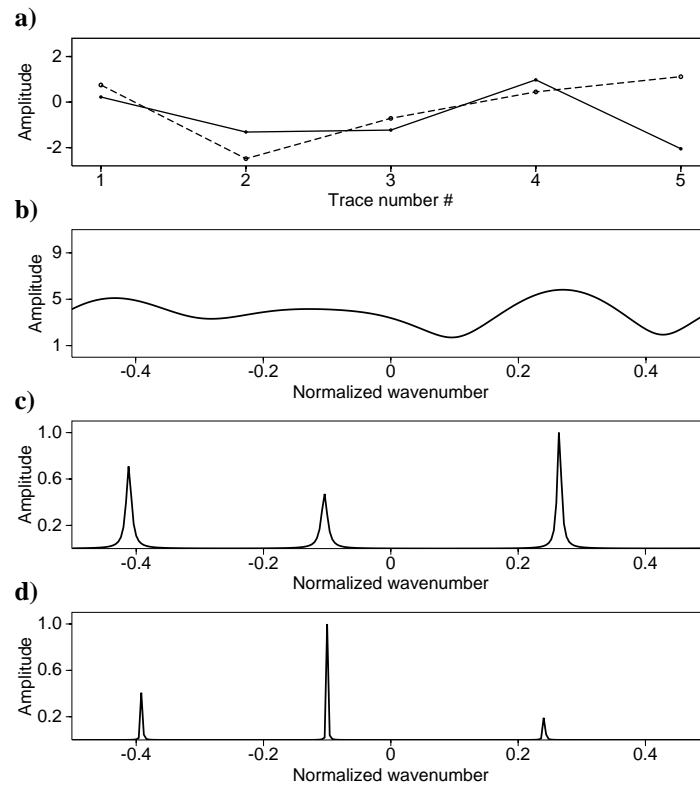 a)
2
0
-2
Amplitude
1 2 3 4 5
Trace number #
b)
9
5
1
Amplitude
-0.4 -0.2 0 0.2 0.4
Normalized wavenumber
c)
1.0
0.6
0.2
Amplitude
-0.4 -0.2 0 0.2 0.4
Normalized wavenumber
d)
1.0
0.6
0.2
Amplitude
-0.4 -0.2 0 0.2 0.4
Normalized wavenumber